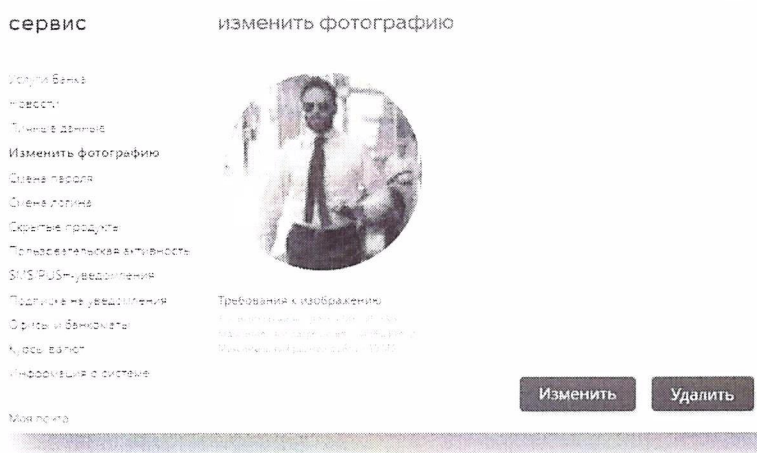 сервис
изменить фотографию
Услуги банка
Новости
Личные данные
Изменить фотографию
Смена пароля
Смена логина
Скрытые продукты
Пользовательская активность
SMS/PUSH-уведомления
Подписка на уведомления
Офисы и банкоматы
Курсы валют
Информация о системе
Моя почта
Требования к изображению
Изменить
Удалить